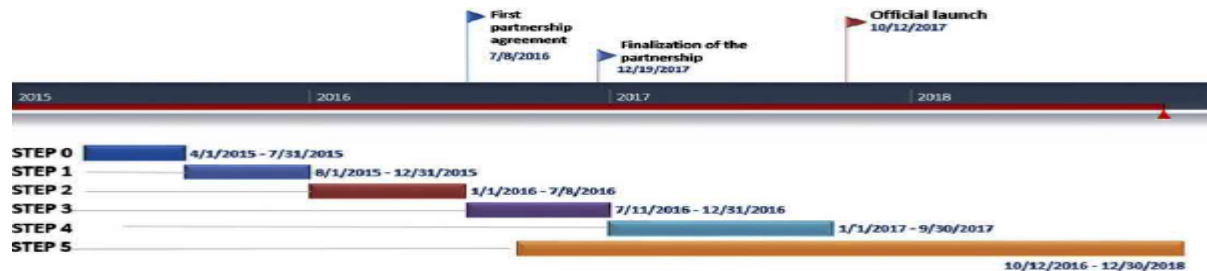 First
partnership
agreement
7/8/2016
Finalization of the
partnership
12/19/2017
Official launch
10/12/2017
2015
2016
2017
2018
STEP 0
4/1/2015 - 7/31/2015
STEP 1
8/1/2015 - 12/31/2015
STEP 2
1/1/2016 - 7/8/2016
STEP 3
7/11/2016 - 12/31/2016
STEP 4
1/1/2017 - 9/30/2017
STEP 5
10/12/2016 - 12/30/2018